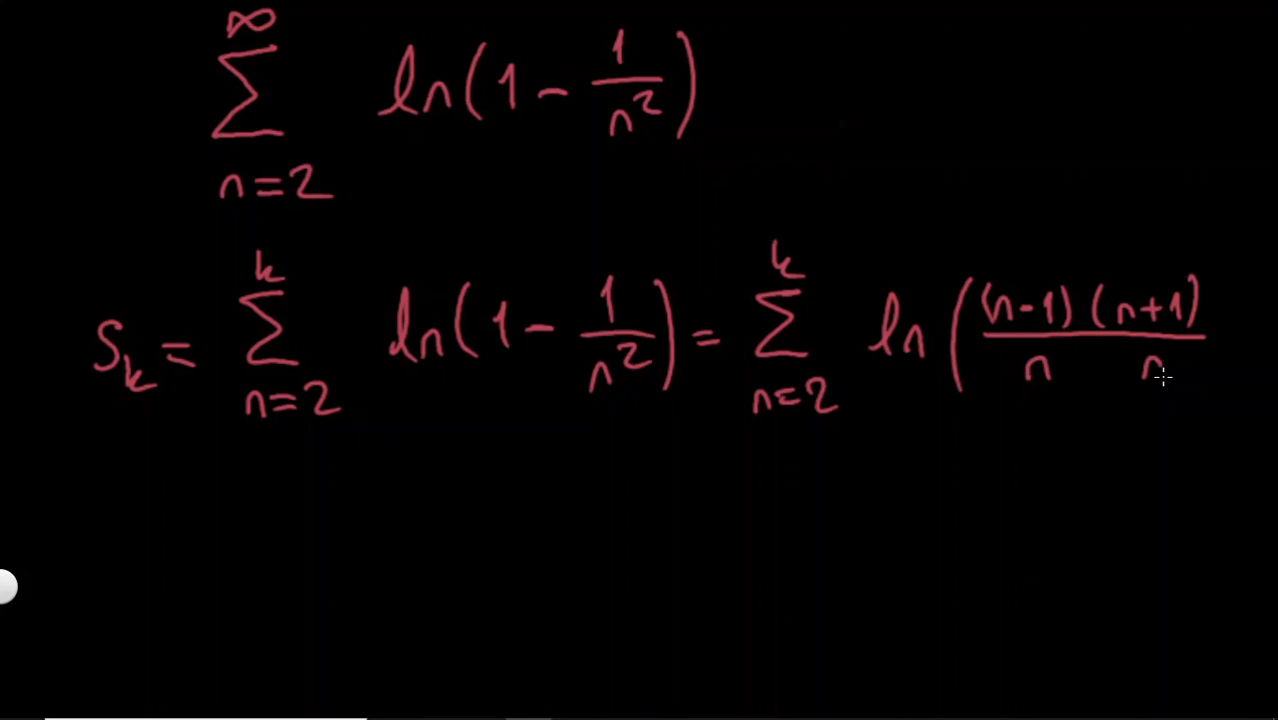 ∞
∑ ln(1 - 1/n²)
n=2
S_k = ∑_{n=2}^{k} ln(1 - 1/n²) = ∑_{n=2}^{k} ln((n-1)(n+1)/n n